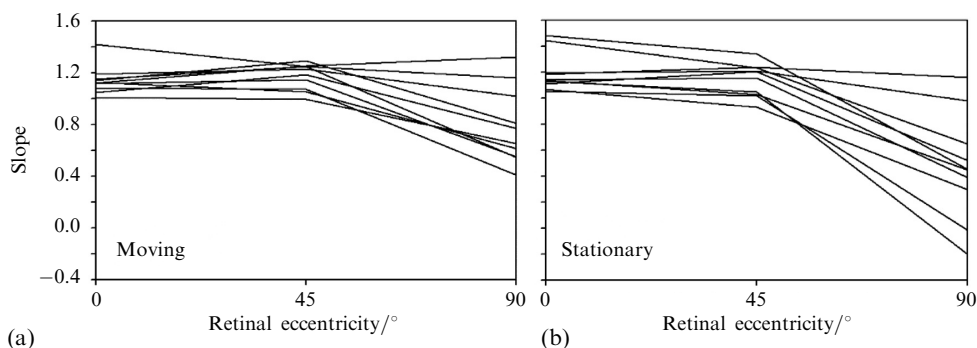 1.6
1.2
0.8
0.4
0.0
−0.4
Slope
Moving
0
45
90
Retinal eccentricity/°
(a)
Stationary
0
45
90
Retinal eccentricity/°
(b)